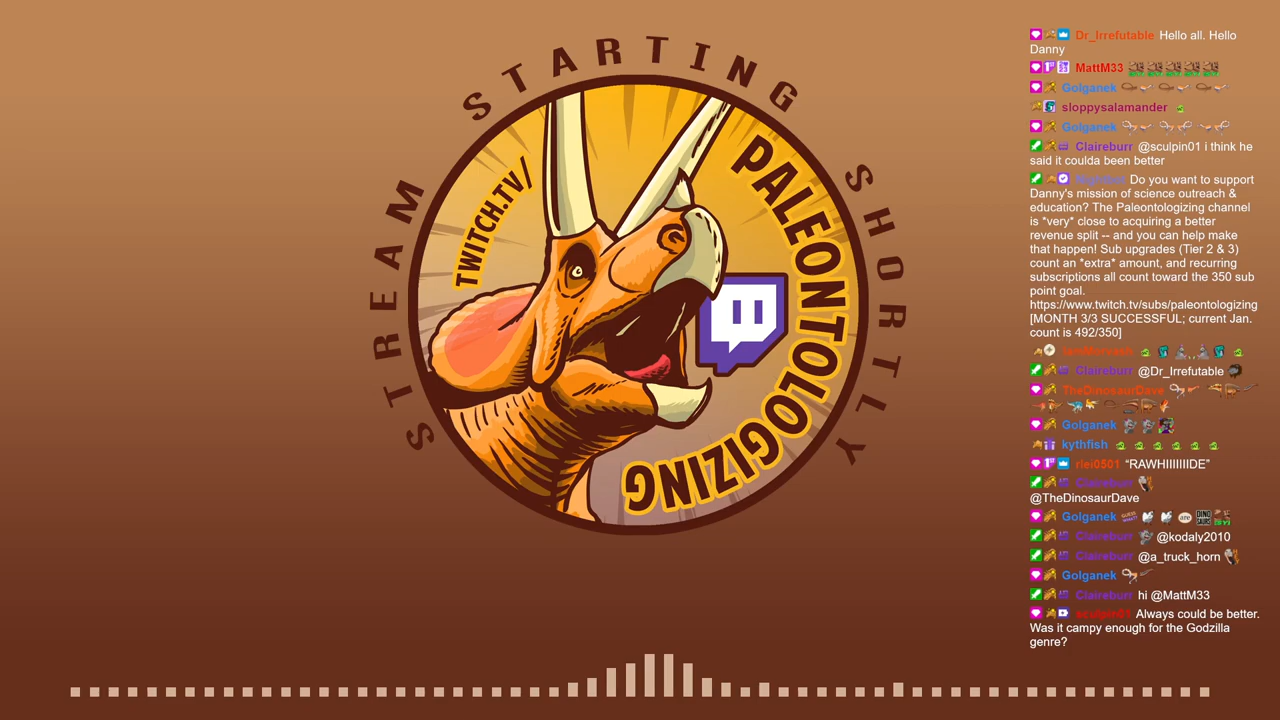 STREAM STARTING SHORTLY
TWITCH.TV/
PALEONTOLOGIZING
Dr_Irrefutable Hello all. Hello
Danny
MattM33
Golganek
sloppysalamander
Golganek
Claireburr @sculpin01 i think he
said it coulda been better
Do you want to support
Danny's mission of science outreach &
education? The Paleontologizing channel
is *very* close to acquiring a better
revenue split -- and you can help make
that happen! Sub upgrades (Tier 2 & 3)
count an *extra* amount, and recurring
subscriptions all count toward the 350 sub
point goal.
https://www.twitch.tv/subs/paleontologizing
[MONTH 3/3 SUCCESSFUL; current Jan.
count is 492/350]
Claireburr @Dr_Irrefutable
TheDinosaurDave
Golganek
kythfish
rlei0501 “RAWHIIIIIIIDE”
Claireburr
@TheDinosaurDave
Golganek
Claireburr @kodaly2010
Claireburr @a_truck_horn
Golganek
Claireburr hi @MattM33
sculpin01 Always could be better.
Was it campy enough for the Godzilla
genre?